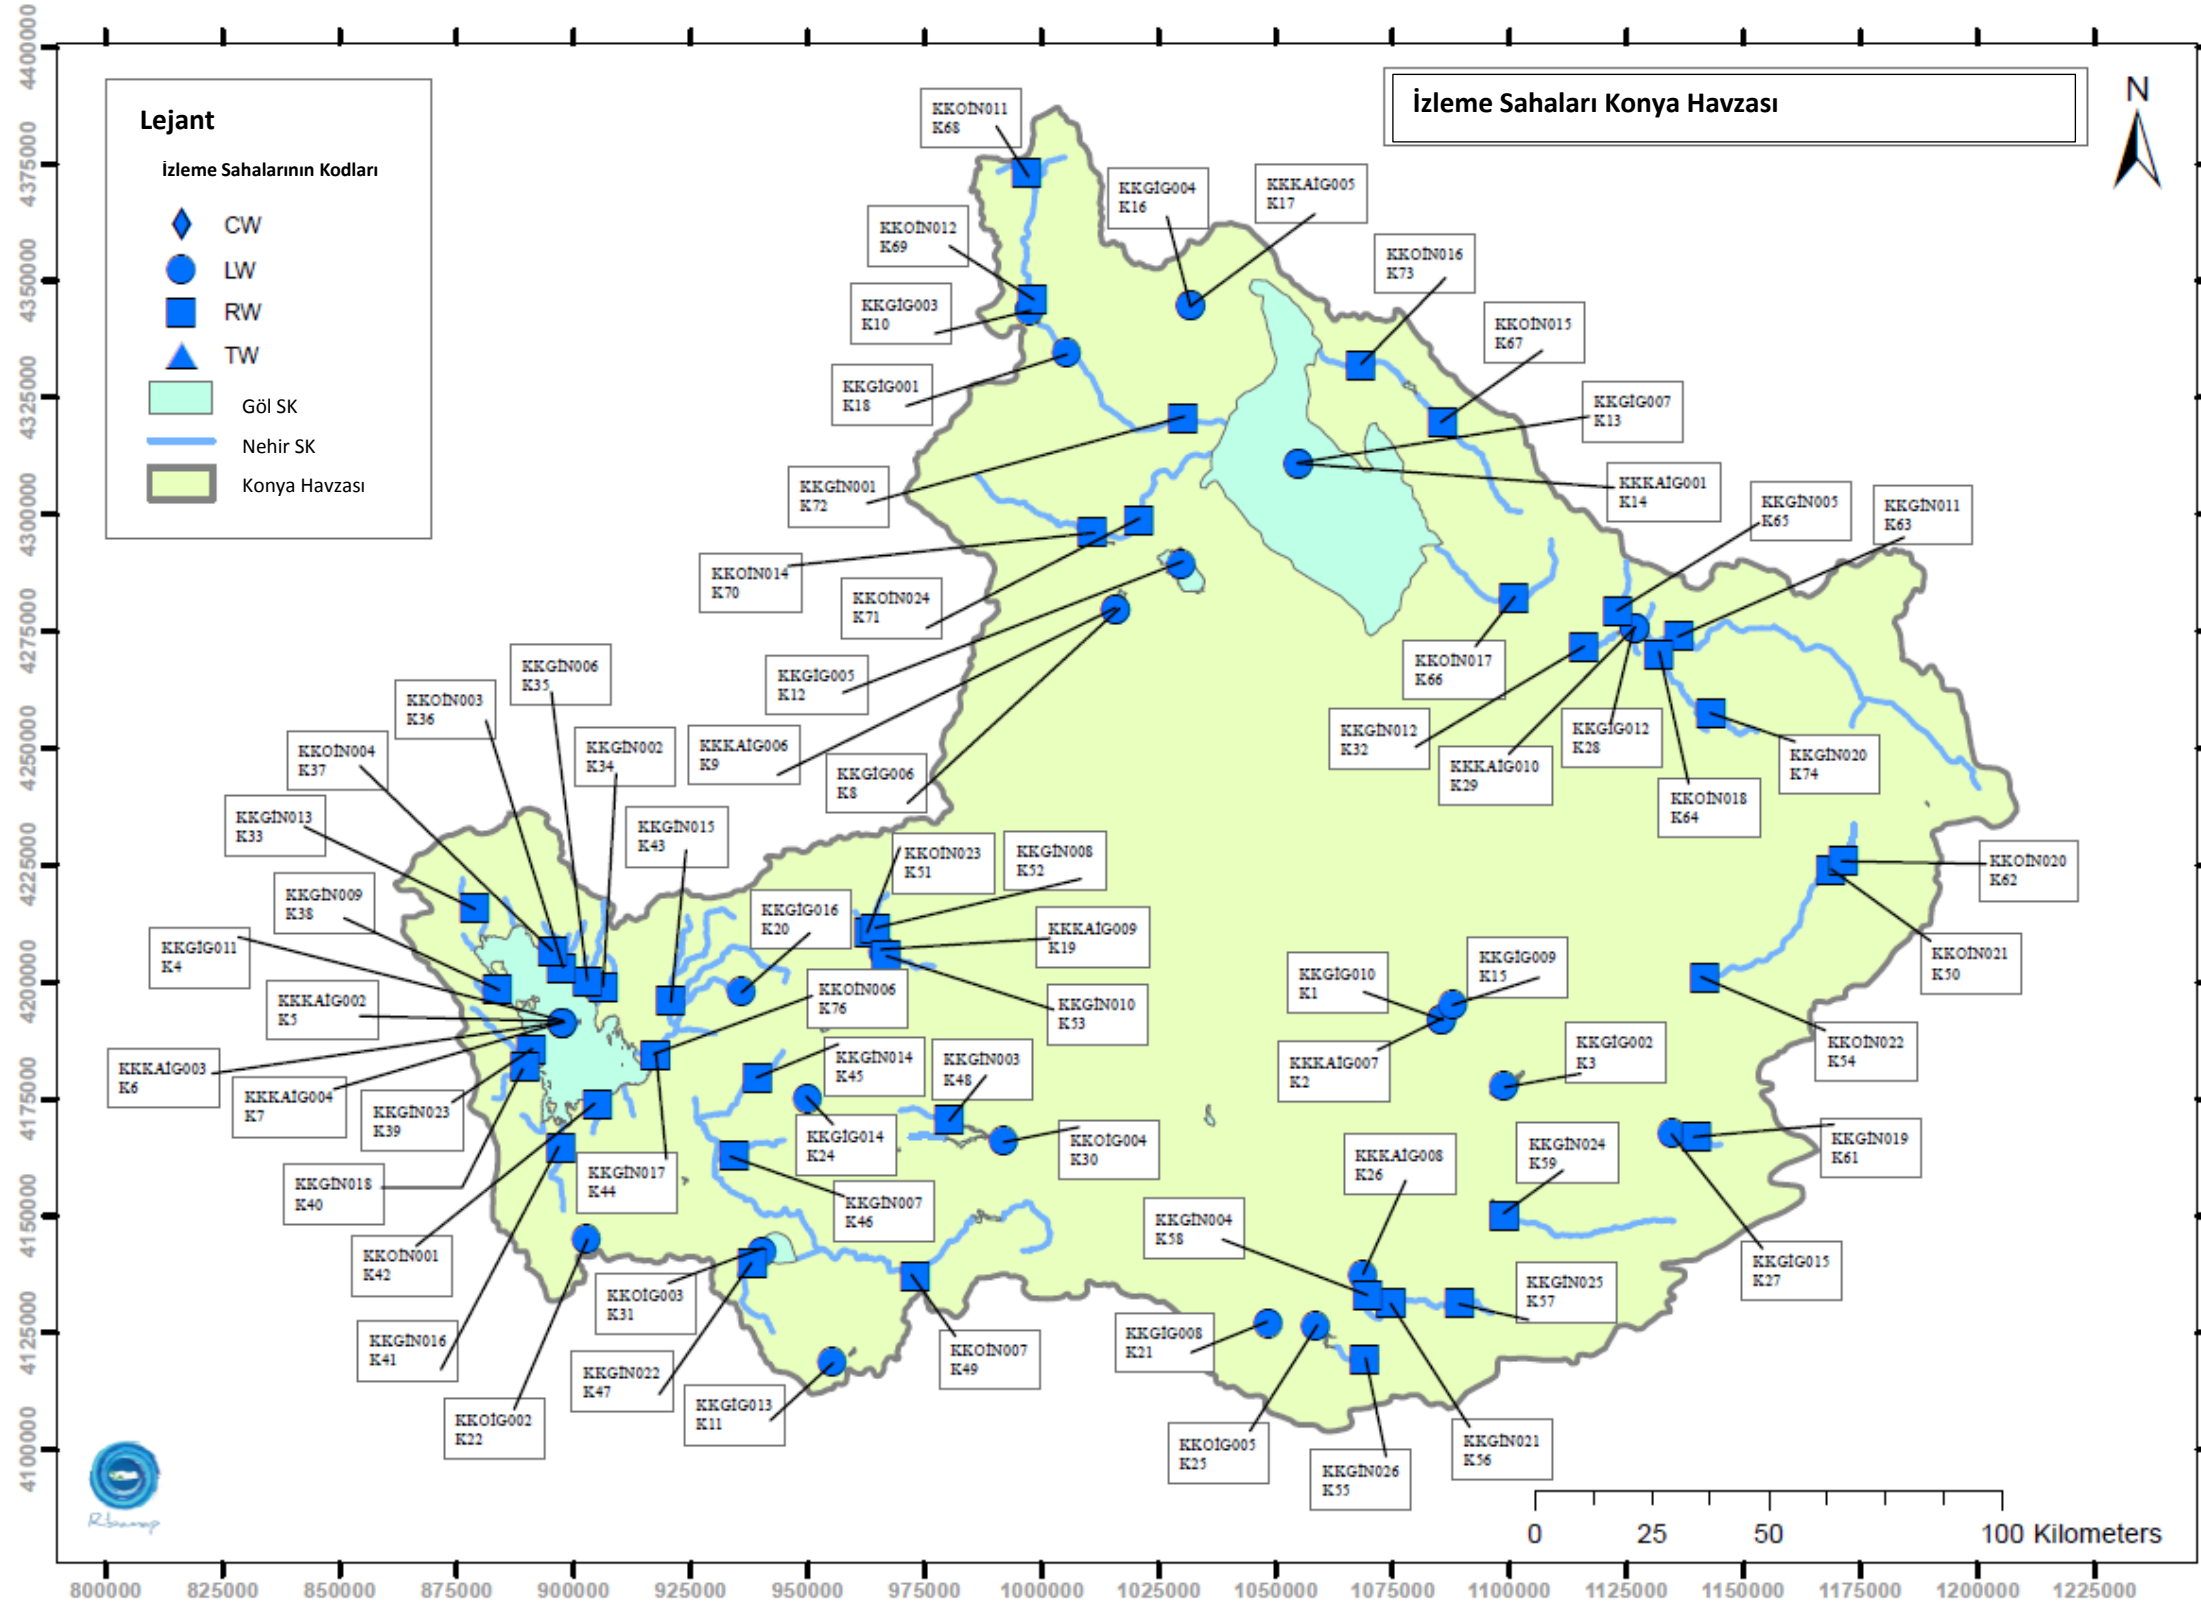 İzleme Sahaları Konya Havzası
N
Lejant
İzleme Sahalarının Kodları
CW
LW
RW
TW
Göl SK
Nehir SK
Konya Havzası
KKOİN011
K68
KKGİG004
K16
KKKAİG005
K17
KKOİN012
K69
KKOİN016
K73
KKGİG003
K10
KKOİN015
K67
KKGİG001
K18
KKGİG007
K13
KKGİN001
K72
KKKAİG001
K14
KKGİN005
K65
KKGİN011
K63
KKOİN014
K70
KKOİN024
K71
KKGİG005
K12
KKOİN017
K66
KKGİN006
K35
KKOİN003
K36
KKKAİG006
K9
KKGİN012
K32
KKGİG012
K28
KKOİN004
K37
KKGİN002
K34
KKGİG006
K8
KKKAİG010
K29
KKGİN020
K74
KKOİN018
K64
KKGİN013
K33
KKGİN015
K43
KKOİN023
K51
KKGİN008
K52
KKOİN020
K62
KKGİN009
K38
KKGİG016
K20
KKKAİG009
K19
KKGİG011
K4
KKOİN021
K50
KKGİG010
K1
KKGİG009
K15
KKKAİG002
K5
KKOİN006
K76
KKGİN010
K53
KKOİN022
K54
KKKAİG003
K6
KKKAİG004
K7
KKGİN023
K39
KKGİN014
K45
KKGİN003
K48
KKKAİG007
K2
KKGİG002
K3
KKGİG014
K24
KKOİG004
K30
KKGİN024
K59
KKGİN019
K61
KKGİN018
K40
KKGİN017
K44
KKKAİG008
K26
KKGİN007
K46
KKGİN004
K58
KKOİN001
K42
KKOİG003
K31
KKGİG015
K27
KKGİN025
K57
KKGİN016
K41
KKGİN022
K47
KKOİN007
K49
KKGİG008
K21
KKOİG002
K22
KKGİG013
K11
KKOİG005
K25
KKGİN026
K55
KKGİN021
K56
0 25 50 100 Kilometers
4400000
4375000
4350000
4325000
4300000
4275000
4250000
4225000
4200000
4175000
4150000
4125000
4100000
800000 825000 850000 875000 900000 925000 950000 975000 1000000 1025000 1050000 1075000 1100000 1125000 1150000 1175000 1200000 1225000